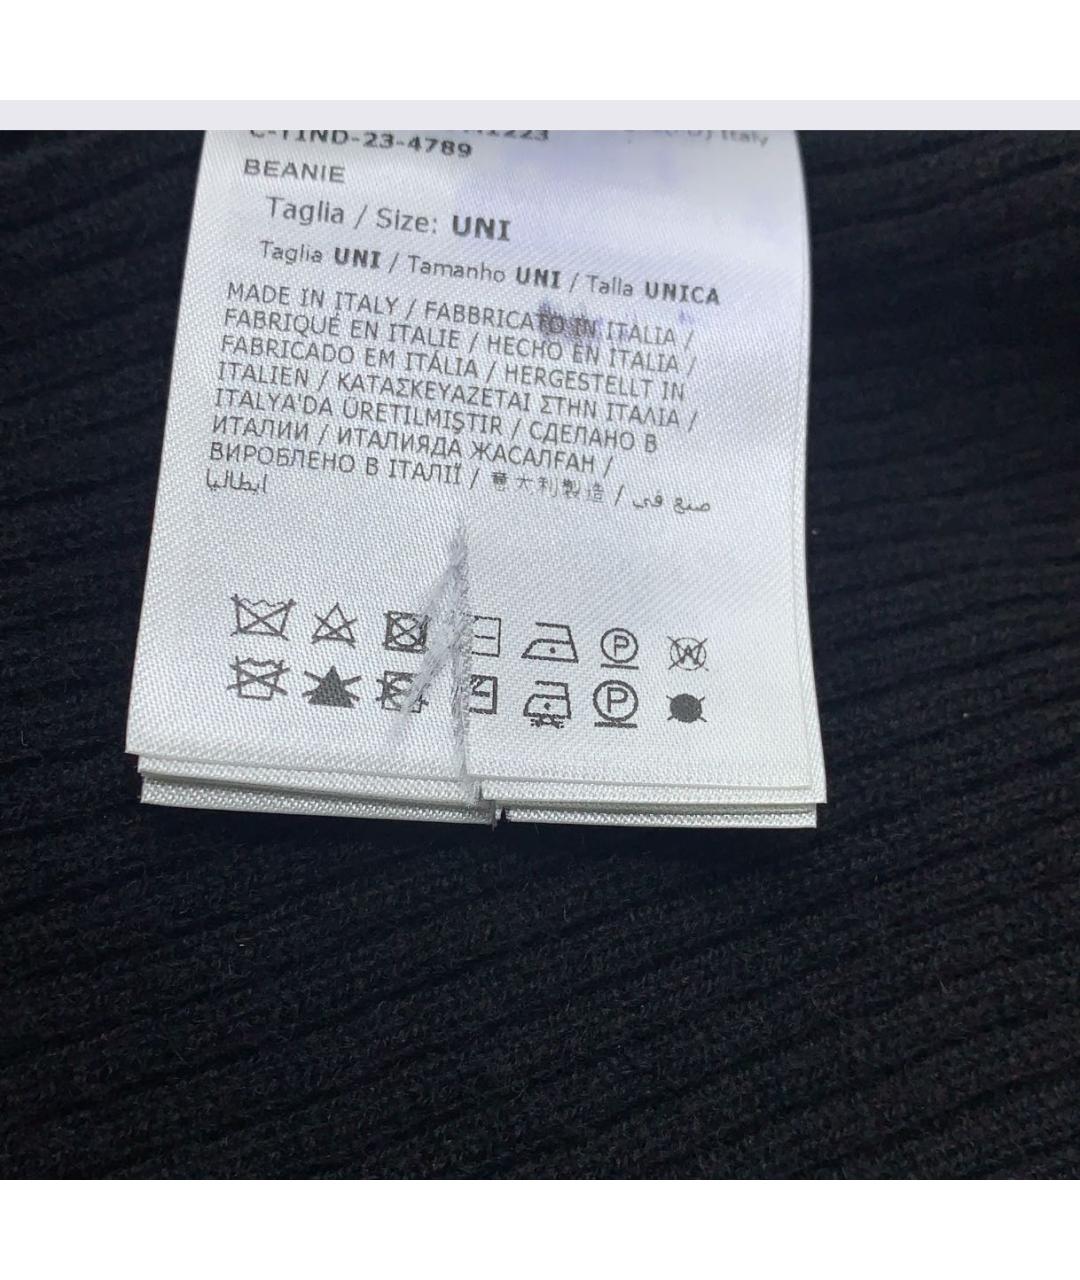 Italy
C-TIND-23-4789
BEANIE
Taglia / Size: UNI
Taglia UNI / Tamanho UNI / Talla UNICA
MADE IN ITALY / FABBRICATO IN ITALIA /
FABRIQUÉ EN ITALIE / HECHO EN ITALIA /
FABRICADO EM ITÁLIA / HERGESTELLT IN
ITALIEN / ΚΑΤΑΣΚΕΥΑΖΕΤΑΙ ΣΤΗΝ ΙΤΑΛΙΑ /
ITALYA'DA ÜRETILMIŞTIR / СДЕЛАНО В
ИТАЛИИ / ИТАЛИЯДА ЖАСАЛҒАН /
ВИРОБЛЕНО В ІТАЛІЇ / 意大利製造 / صنع في
ايطاليا